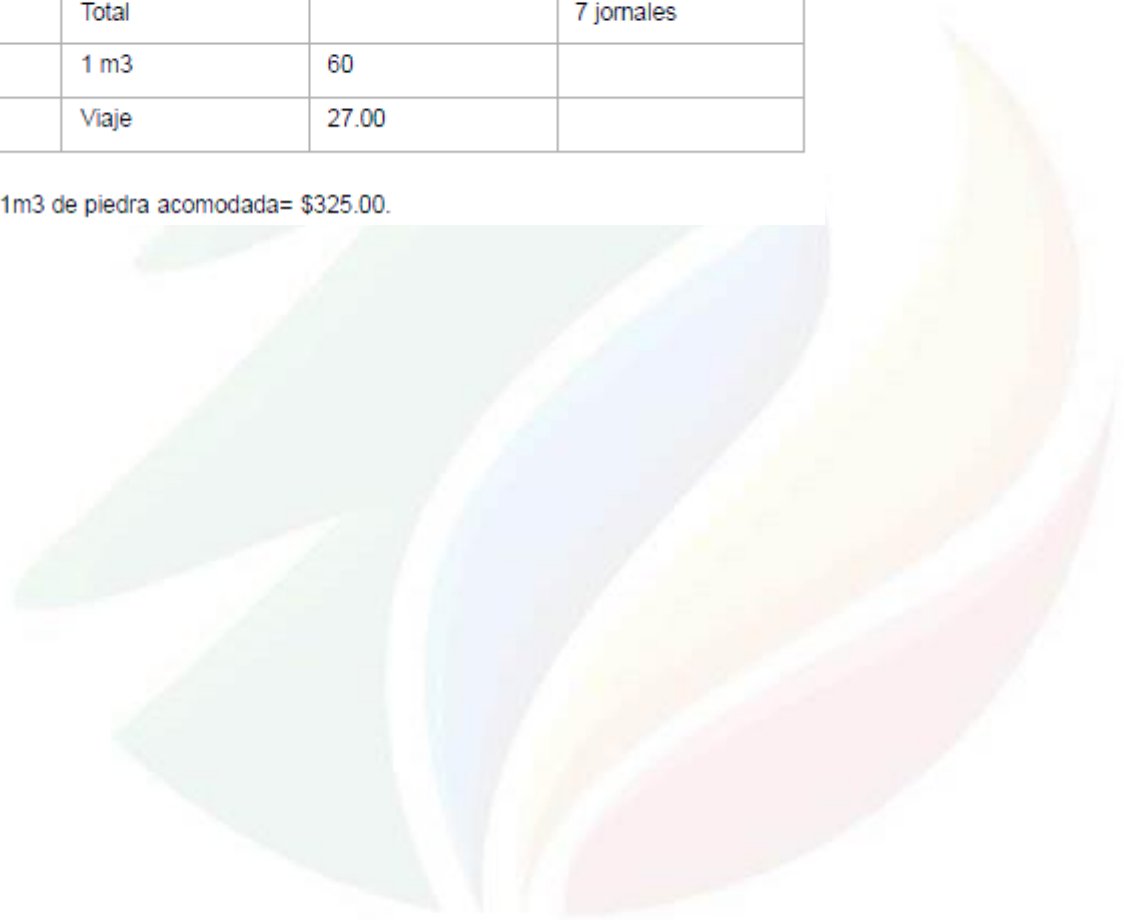 Total 7 jornales
1 m3 60
Viaje 27.00
1m3 de piedra acomodada= $325.00.